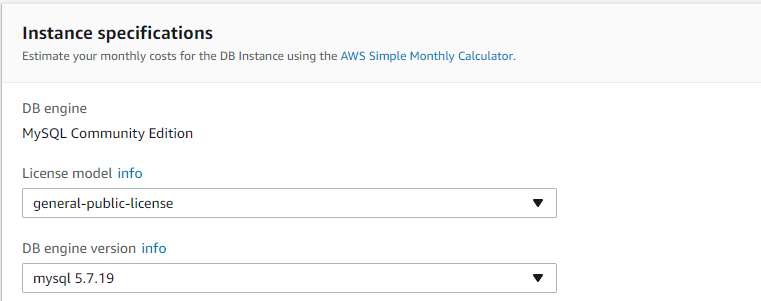 Instance specifications
Estimate your monthly costs for the DB Instance using the AWS Simple Monthly Calculator.
DB engine
MySQL Community Edition
License model info
general-public-license
DB engine version info
mysql 5.7.19